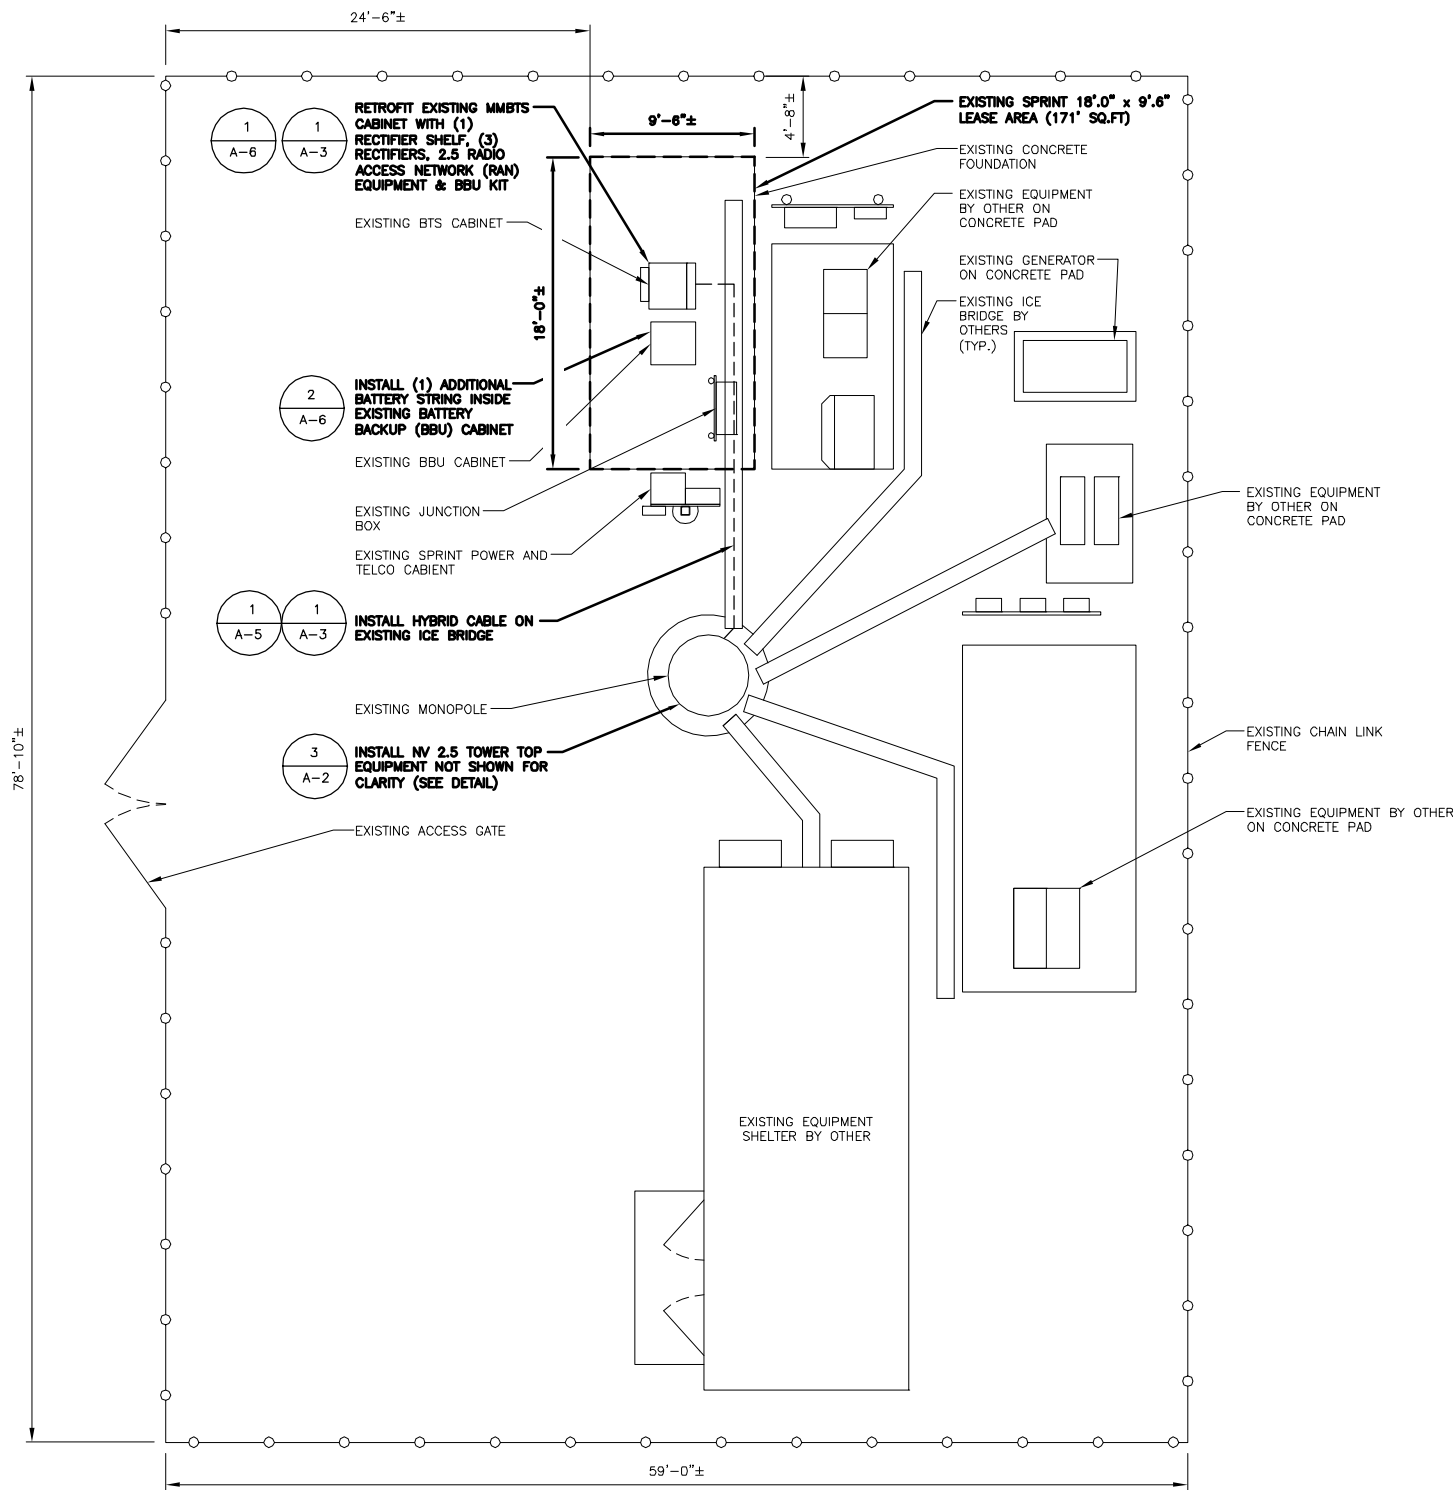 24'-6"±
9'-6"±
4'-8"±
18'-0"±
78'-10"±
59'-0"±
1
A-6
1
A-3
RETROFIT EXISTING MMBTS
CABINET WITH (1)
RECTIFIER SHELF, (3)
RECTIFIERS, 2.5 RADIO
ACCESS NETWORK (RAN)
EQUIPMENT & BBU KIT
EXISTING BTS CABINET
2
A-6
INSTALL (1) ADDITIONAL
BATTERY STRING INSIDE
EXISTING BATTERY
BACKUP (BBU) CABINET
EXISTING BBU CABINET
EXISTING JUNCTION
BOX
EXISTING SPRINT POWER AND
TELCO CABIENT
1
A-5
1
A-3
INSTALL HYBRID CABLE ON
EXISTING ICE BRIDGE
EXISTING MONOPOLE
3
A-2
INSTALL NV 2.5 TOWER TOP
EQUIPMENT NOT SHOWN FOR
CLARITY (SEE DETAIL)
EXISTING ACCESS GATE
EXISTING SPRINT 18'.0" x 9'.6"
LEASE AREA (171' SQ.FT)
EXISTING CONCRETE
FOUNDATION
EXISTING EQUIPMENT
BY OTHER ON
CONCRETE PAD
EXISTING GENERATOR
ON CONCRETE PAD
EXISTING ICE
BRIDGE BY
OTHERS
(TYP.)
EXISTING EQUIPMENT
BY OTHER ON
CONCRETE PAD
EXISTING CHAIN LINK
FENCE
EXISTING EQUIPMENT BY OTHER
ON CONCRETE PAD
EXISTING EQUIPMENT
SHELTER BY OTHER